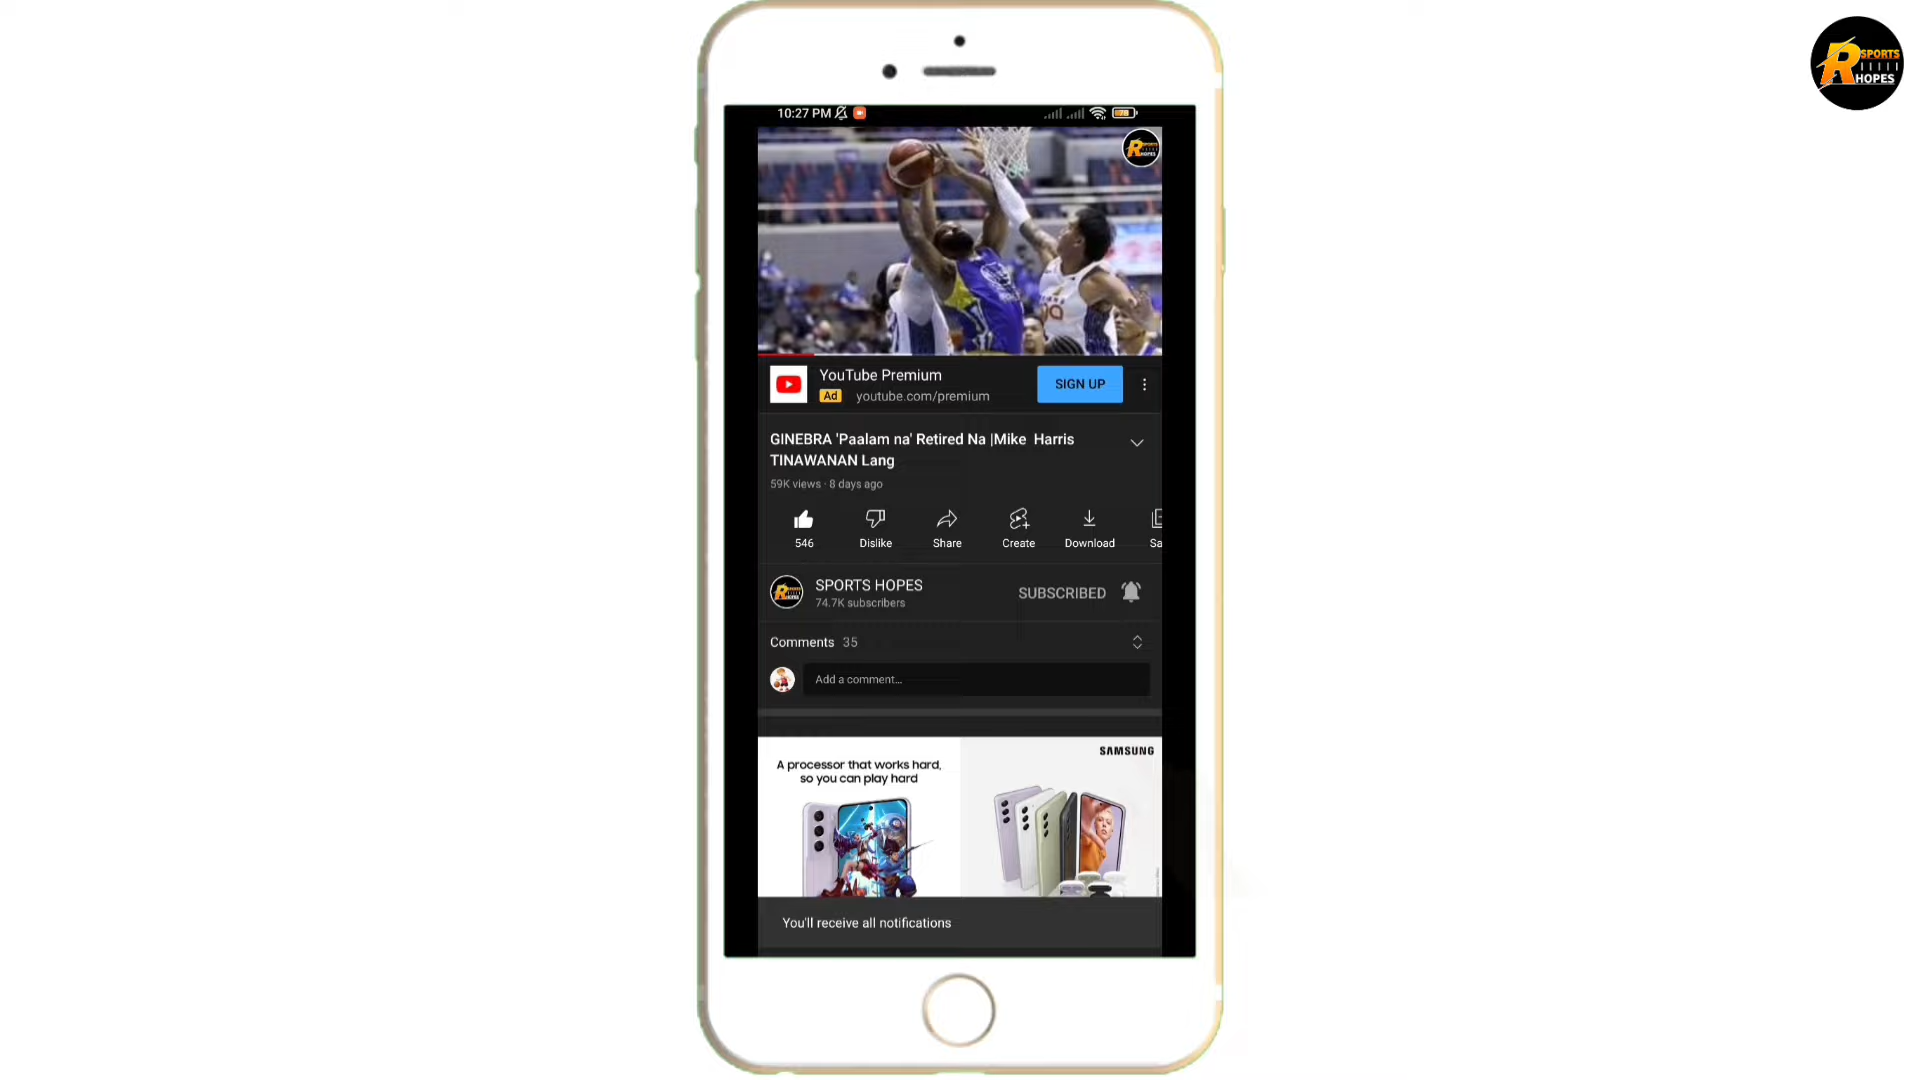 SPORTS
HOPES
10:27 PM
YouTube Premium
Ad youtube.com/premium
SIGN UP
GINEBRA 'Paalam na' Retired Na |Mike Harris
TINAWANAN Lang
59K views · 8 days ago
546
Dislike
Share
Create
Download
Sa
SPORTS HOPES
74.7K subscribers
SUBSCRIBED
Comments 35
Add a comment...
A processor that works hard,
so you can play hard
SAMSUNG
You'll receive all notifications